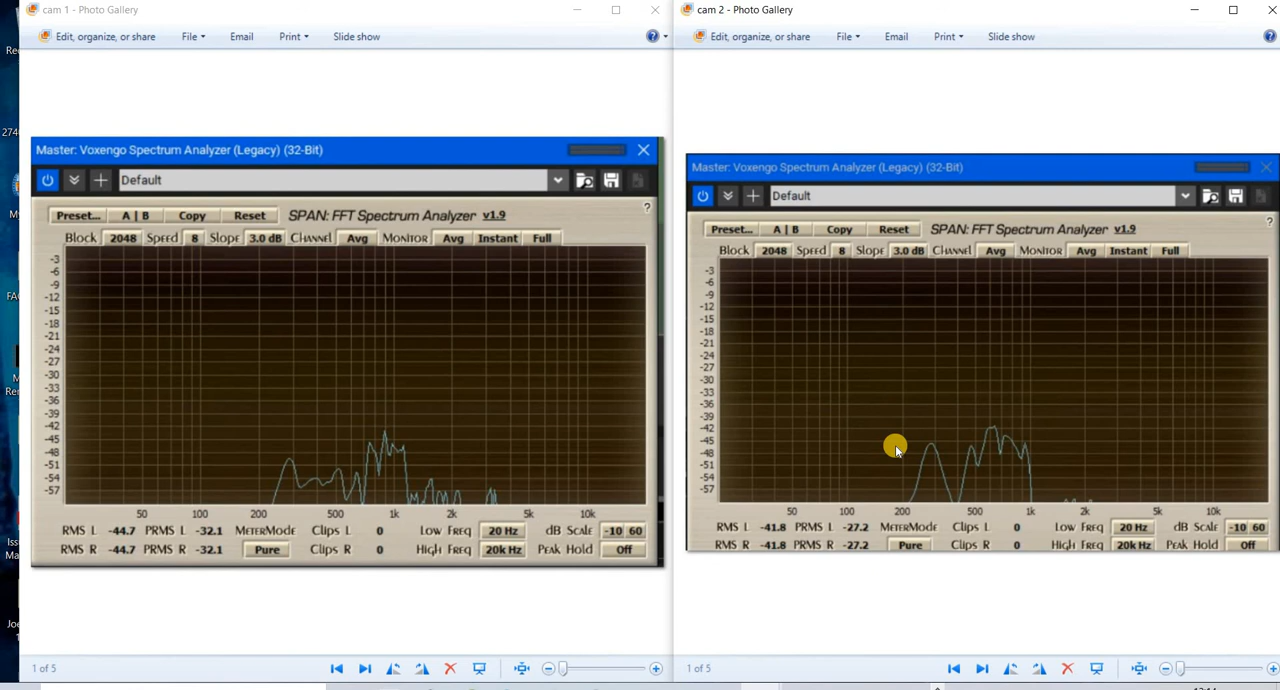 cam 1 - Photo Gallery
Edit, organize, or share File Email Print Slide show
Master: Voxengo Spectrum Analyzer (Legacy) (32-Bit)
Default
Preset... A | B Copy Reset SPAN: FFT Spectrum Analyzer v1.9 ?
Block 2048 Speed 8 Slope 3.0 dB Channel Avg Monitor Avg Instant Full
-3
-6
-9
-12
-15
-18
-21
-24
-27
-30
-33
-36
-39
-42
-45
-48
-51
-54
-57
50 100 200 500 1k 2k 5k 10k
RMS L -44.7 PRMS L -32.1 MeterMode Clips L 0 Low Freq 20 Hz dB Scale -10 60
RMS R -44.7 PRMS R -32.1 Pure Clips R 0 High Freq 20k Hz Peak Hold Off
1 of 5
cam 2 - Photo Gallery
Edit, organize, or share File Email Print Slide show
Master: Voxengo Spectrum Analyzer (Legacy) (32-Bit)
Default
Preset... A | B Copy Reset SPAN: FFT Spectrum Analyzer v1.9 ?
Block 2048 Speed 8 Slope 3.0 dB Channel Avg Monitor Avg Instant Full
-3
-6
-9
-12
-15
-18
-21
-24
-27
-30
-33
-36
-39
-42
-45
-48
-51
-54
-57
50 100 200 500 1k 2k 5k 10k
RMS L -41.8 PRMS L -27.2 MeterMode Clips L 0 Low Freq 20 Hz dB Scale -10 60
RMS R -41.8 PRMS R -27.2 Pure Clips R 0 High Freq 20k Hz Peak Hold Off
1 of 5